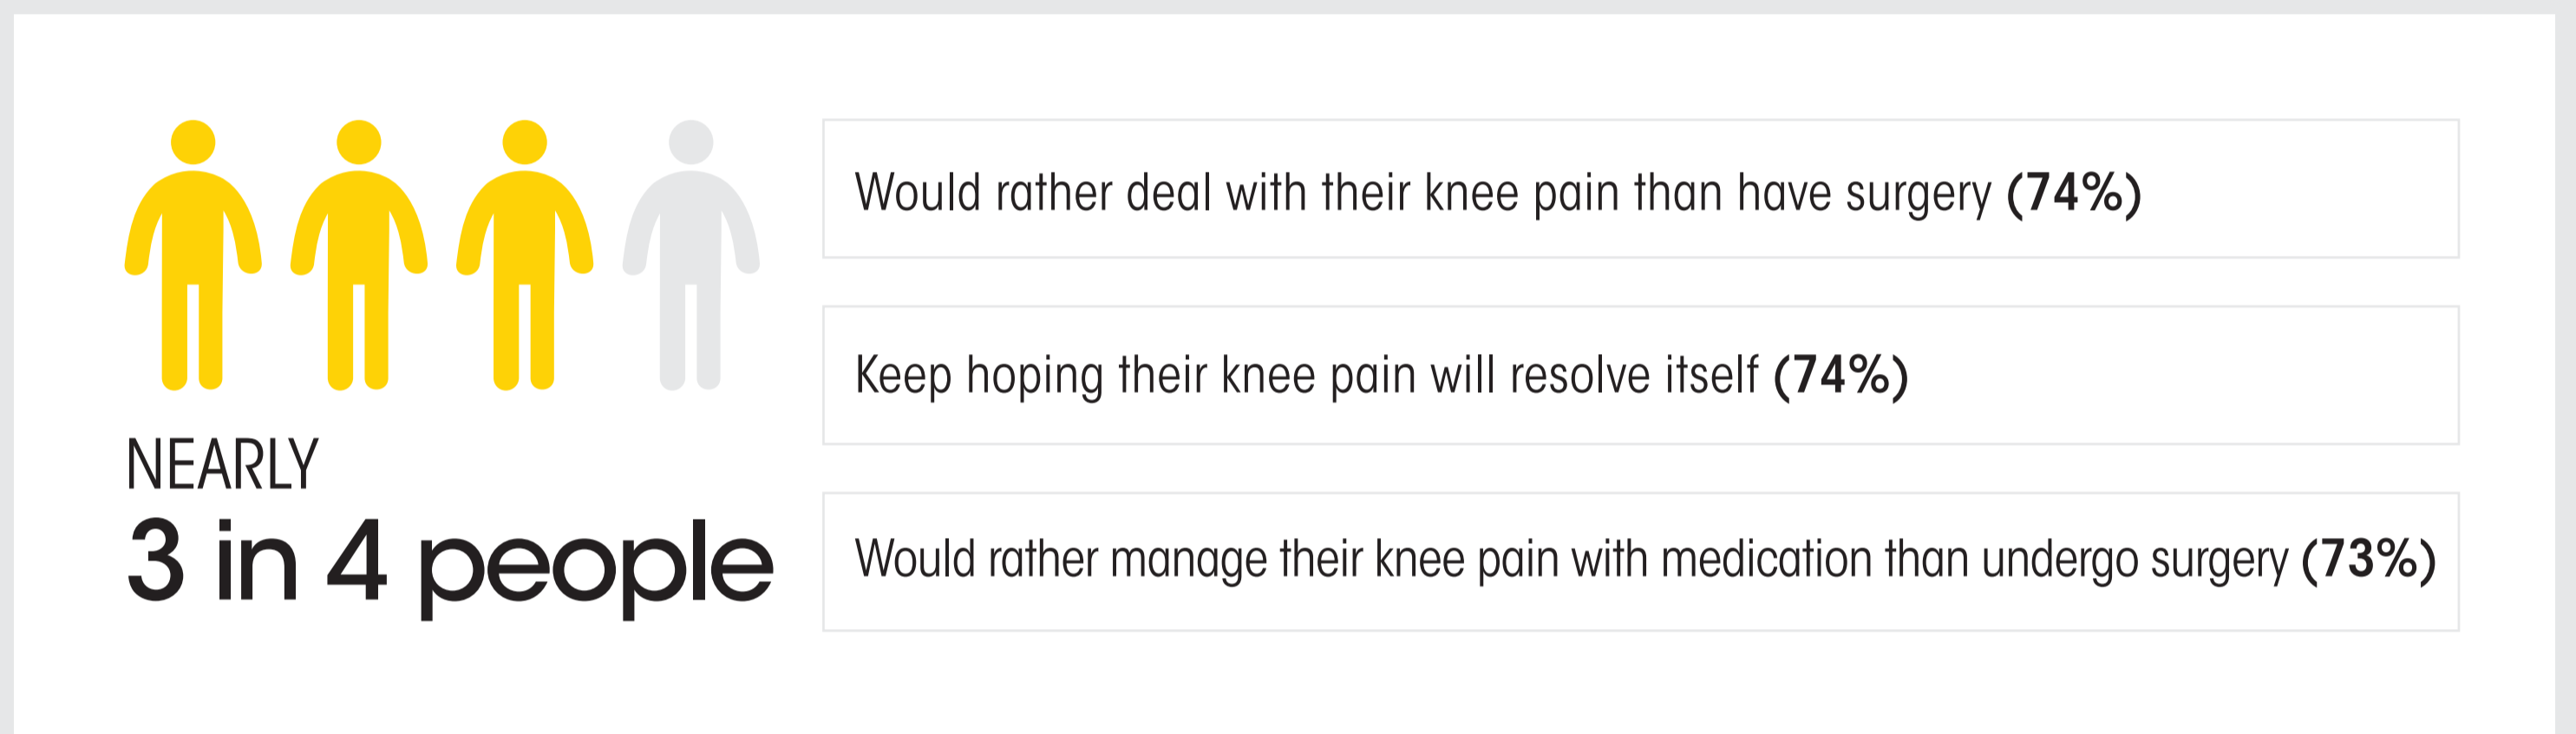 NEARLY
3 in 4 people
Would rather deal with their knee pain than have surgery (74%)
Keep hoping their knee pain will resolve itself (74%)
Would rather manage their knee pain with medication than undergo surgery (73%)